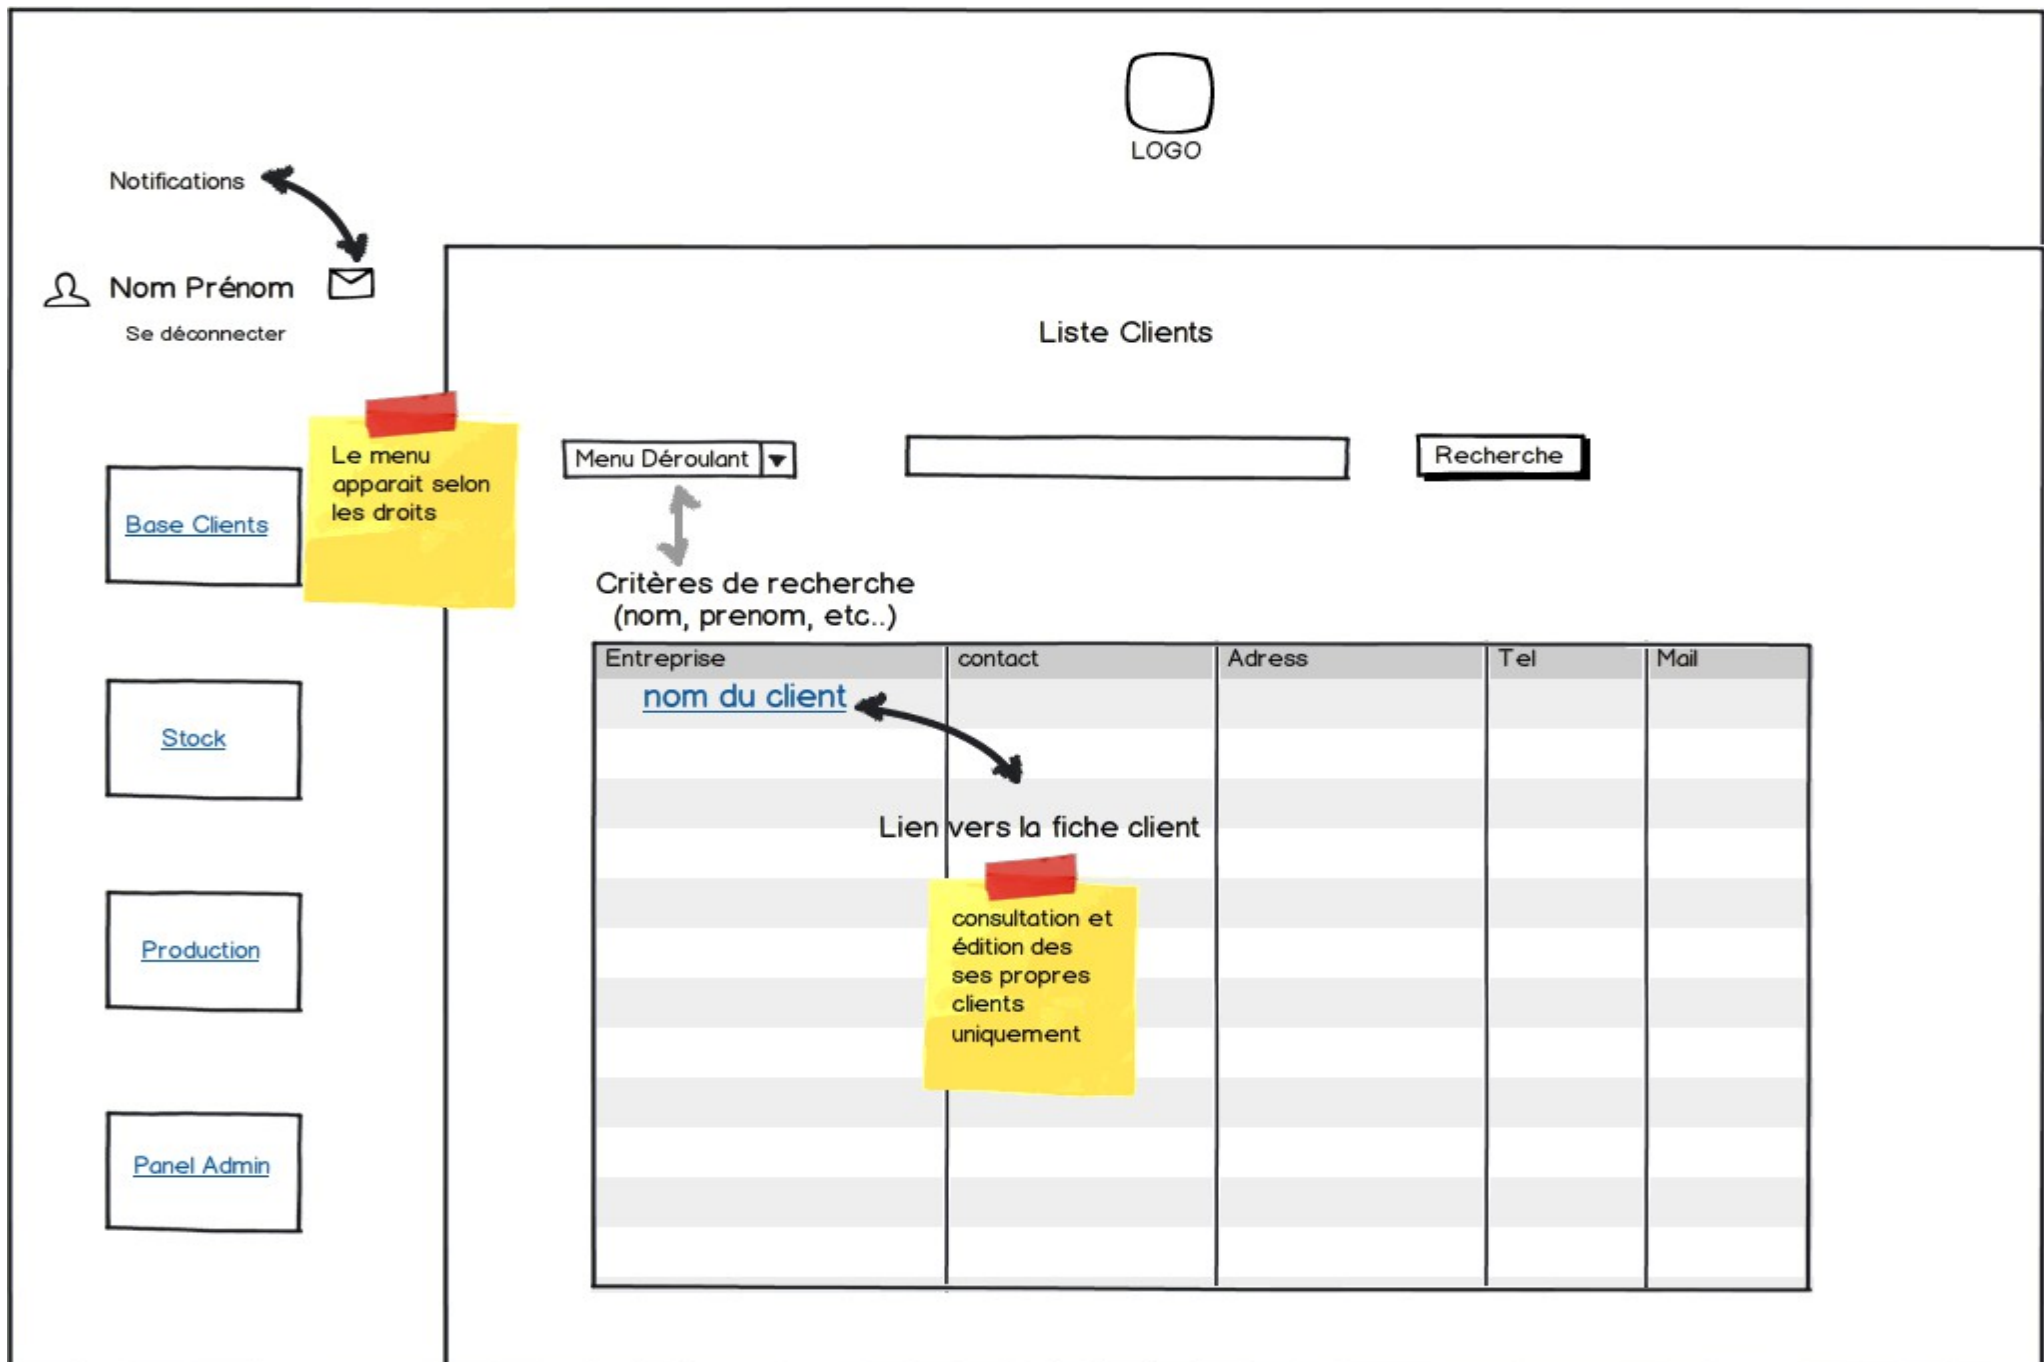 LOGO
Notifications
Nom Prénom
Se déconnecter
Liste Clients
Le menu
apparait selon
les droits
Menu Déroulant
Recherche
Base Clients
Critères de recherche
(nom, prenom, etc..)
Entreprise contact Adress Tel Mail
nom du client
Stock
Lien vers la fiche client
consultation et
édition des
ses propres
clients
uniquement
Production
Panel Admin